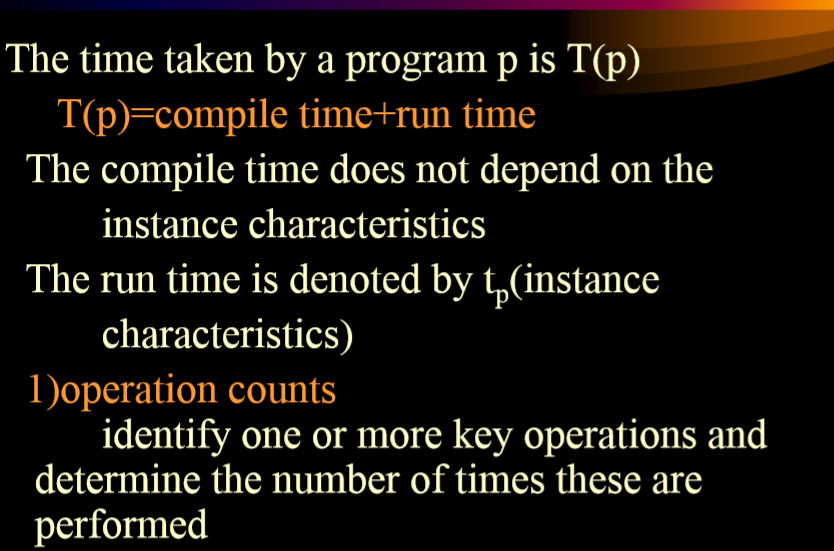 The time taken by a program p is T(p)
T(p)=compile time+run time
The compile time does not depend on the
instance characteristics
The run time is denoted by tp(instance
characteristics)
1)operation counts
identify one or more key operations and
determine the number of times these are
performed